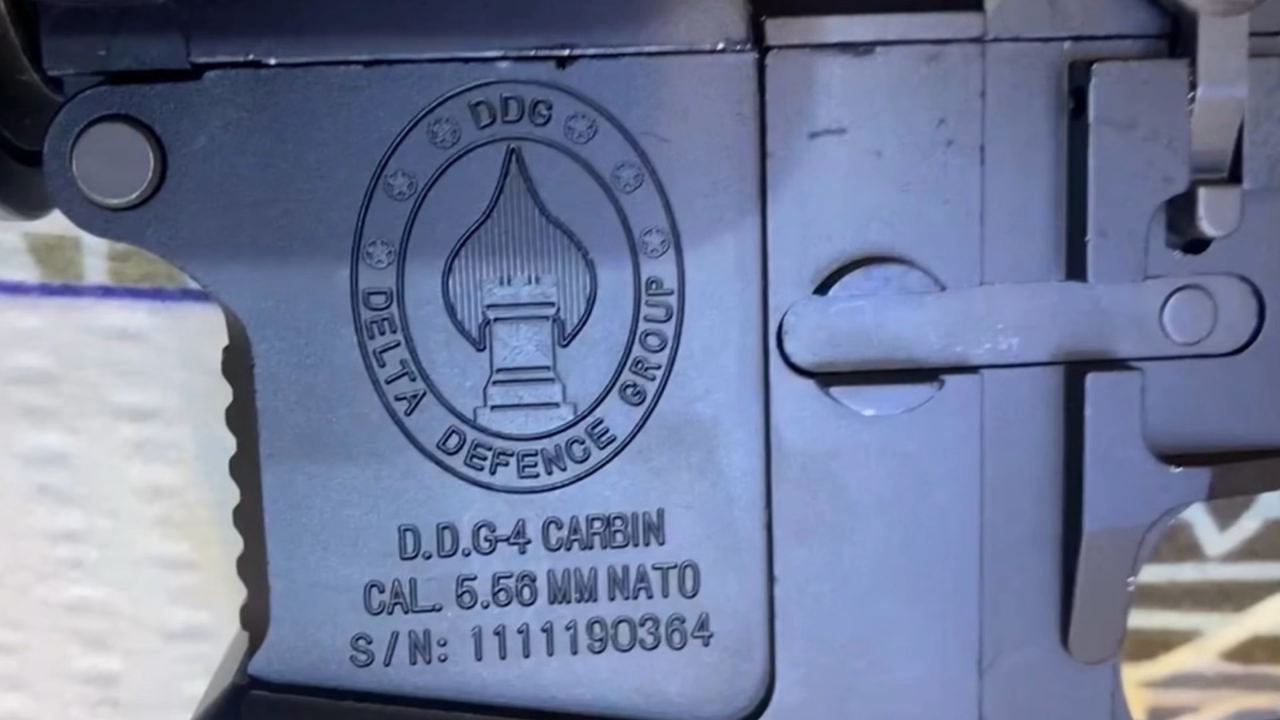 DDG
DELTA DEFENCE GROUP
D.D.G-4 CARBIN
CAL. 5.56 MM NATO
S/N: 1111190364